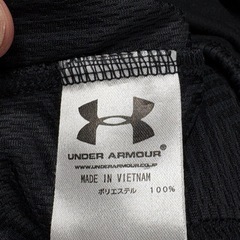 UNDER ARMOUR®
www.underarmour.co.jp
MADE IN VIETNAM
ポリエステル 100%